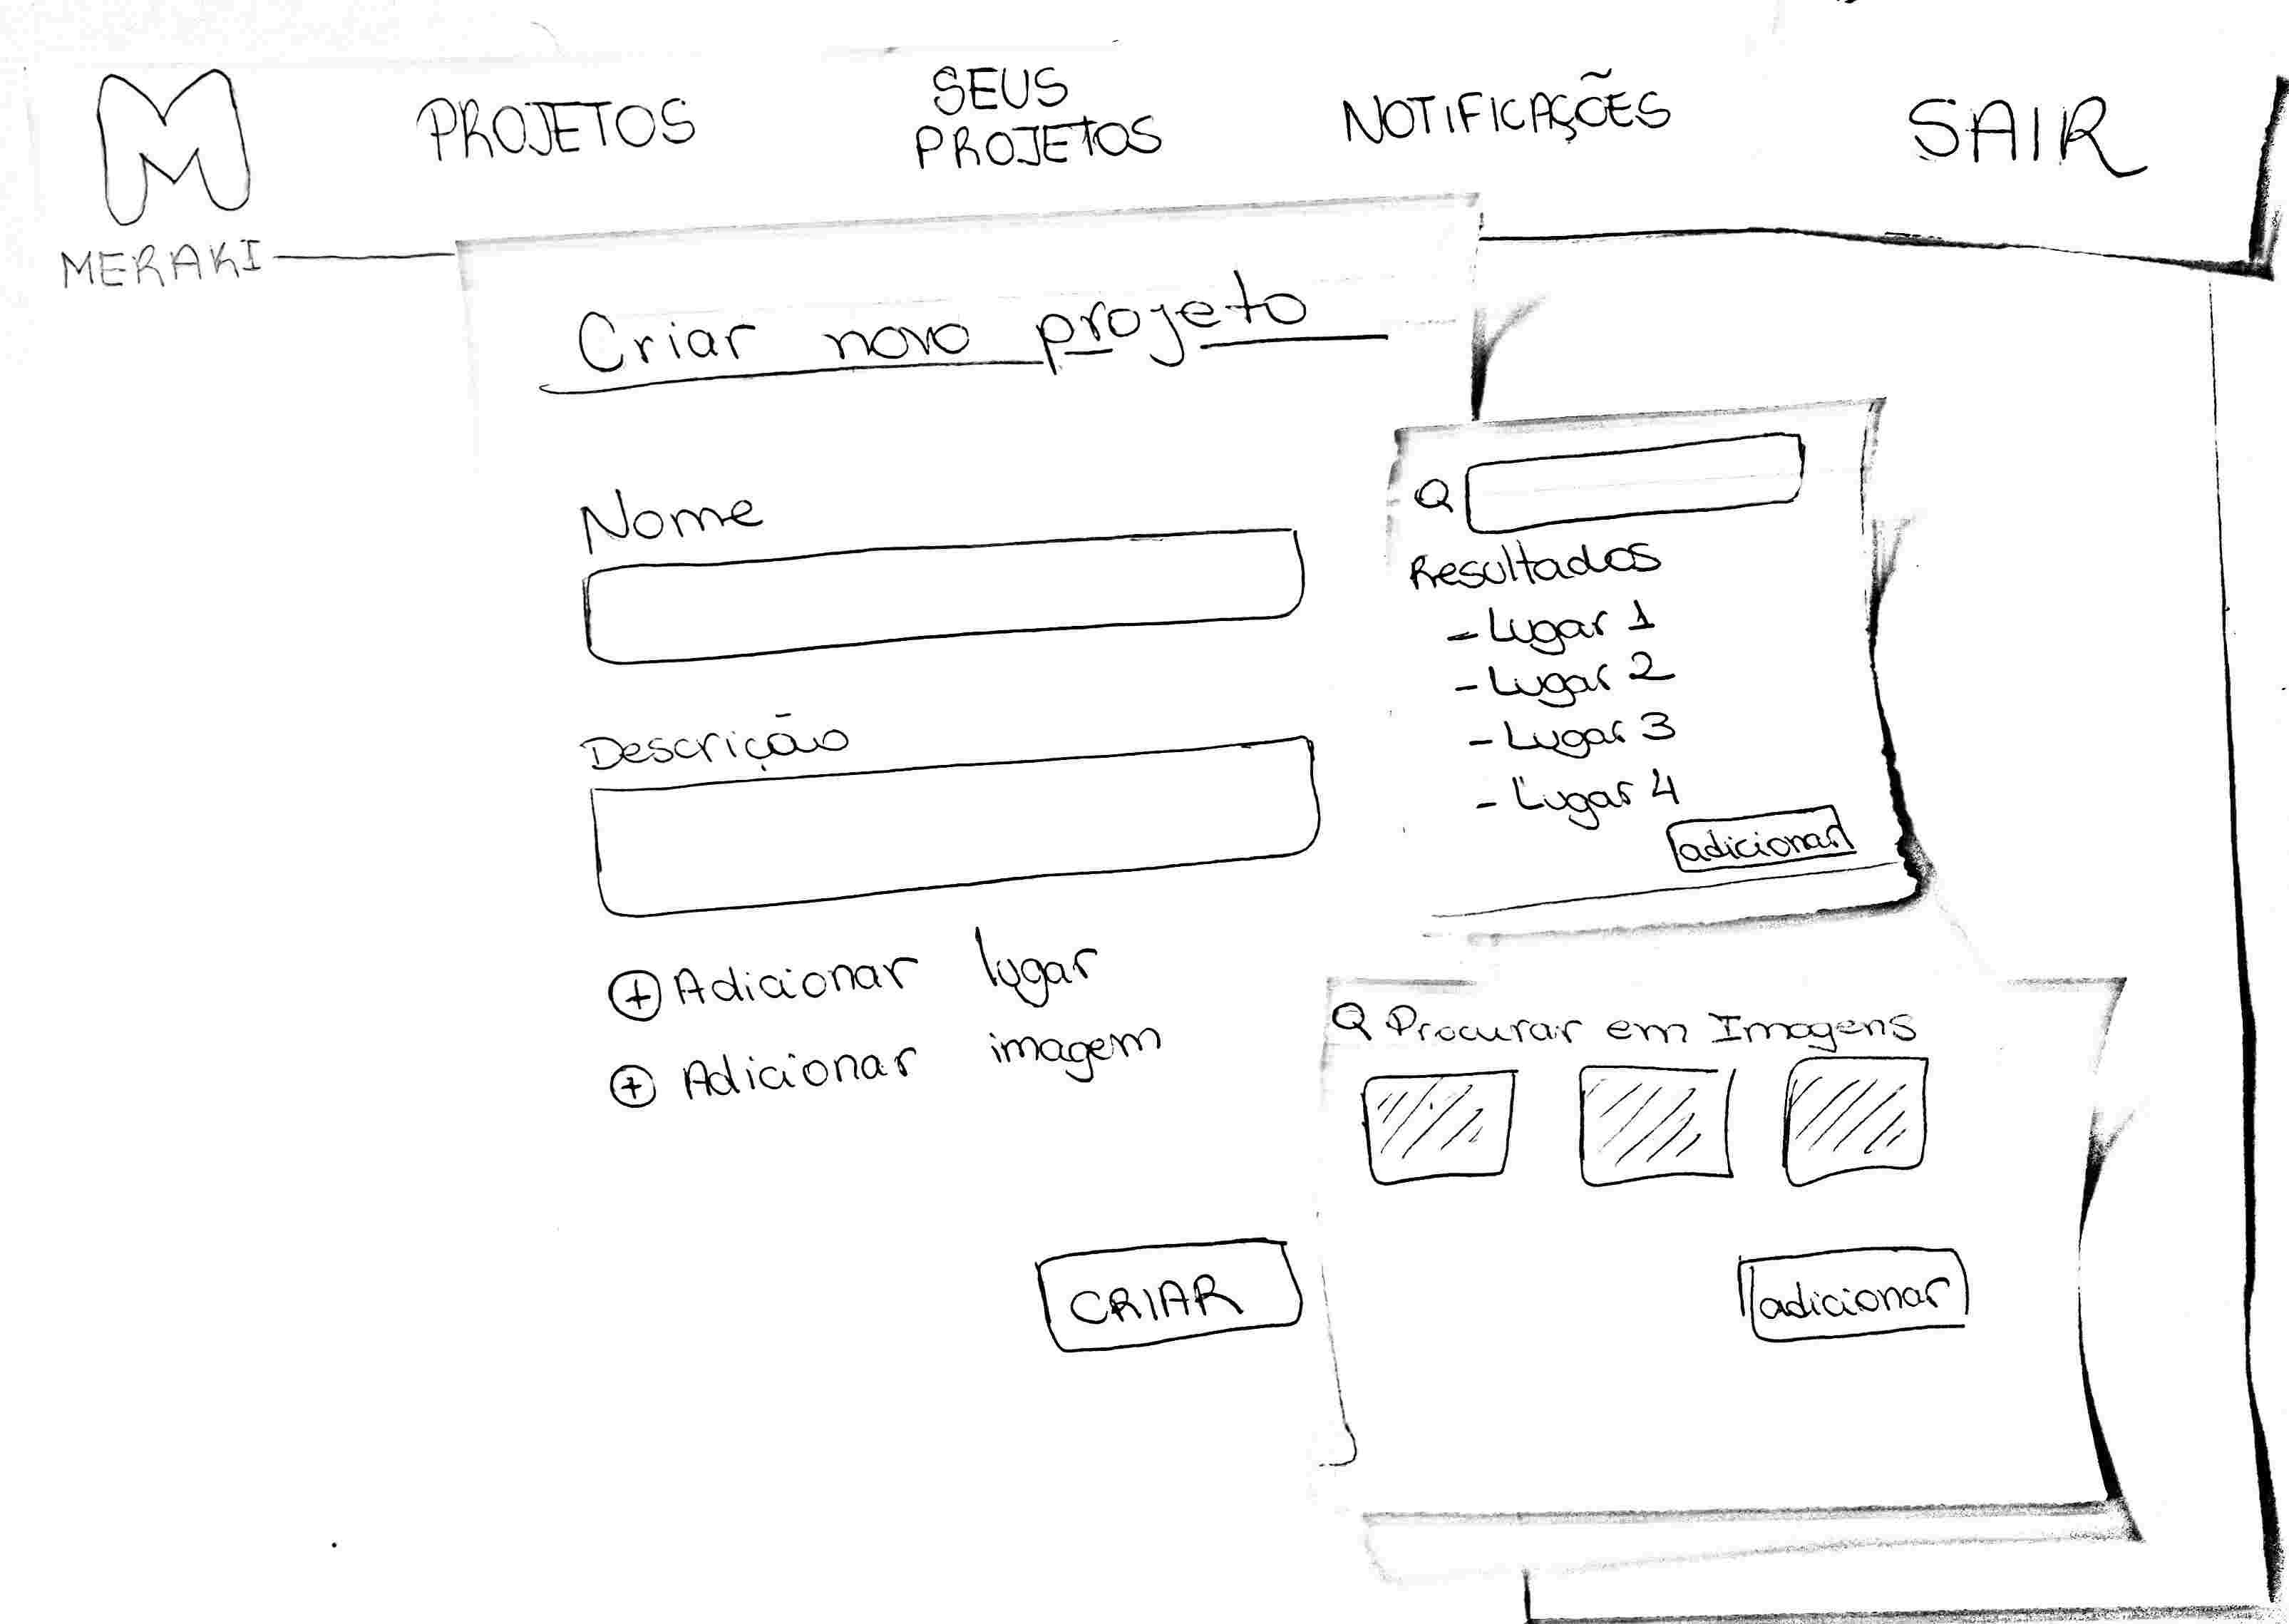 M
MERAKI
PROJETOS
SEUS
PROJETOS
NOTIFICAÇÕES
SAIR
Criar novo projeto
Nome
Descrição
+ Adicionar lugar
+ Adicionar imagem
CRIAR
Resultados
- Lugar 1
- Lugar 2
- Lugar 3
- Lugar 4
adicionar
Procurar em Imagens
adicionar